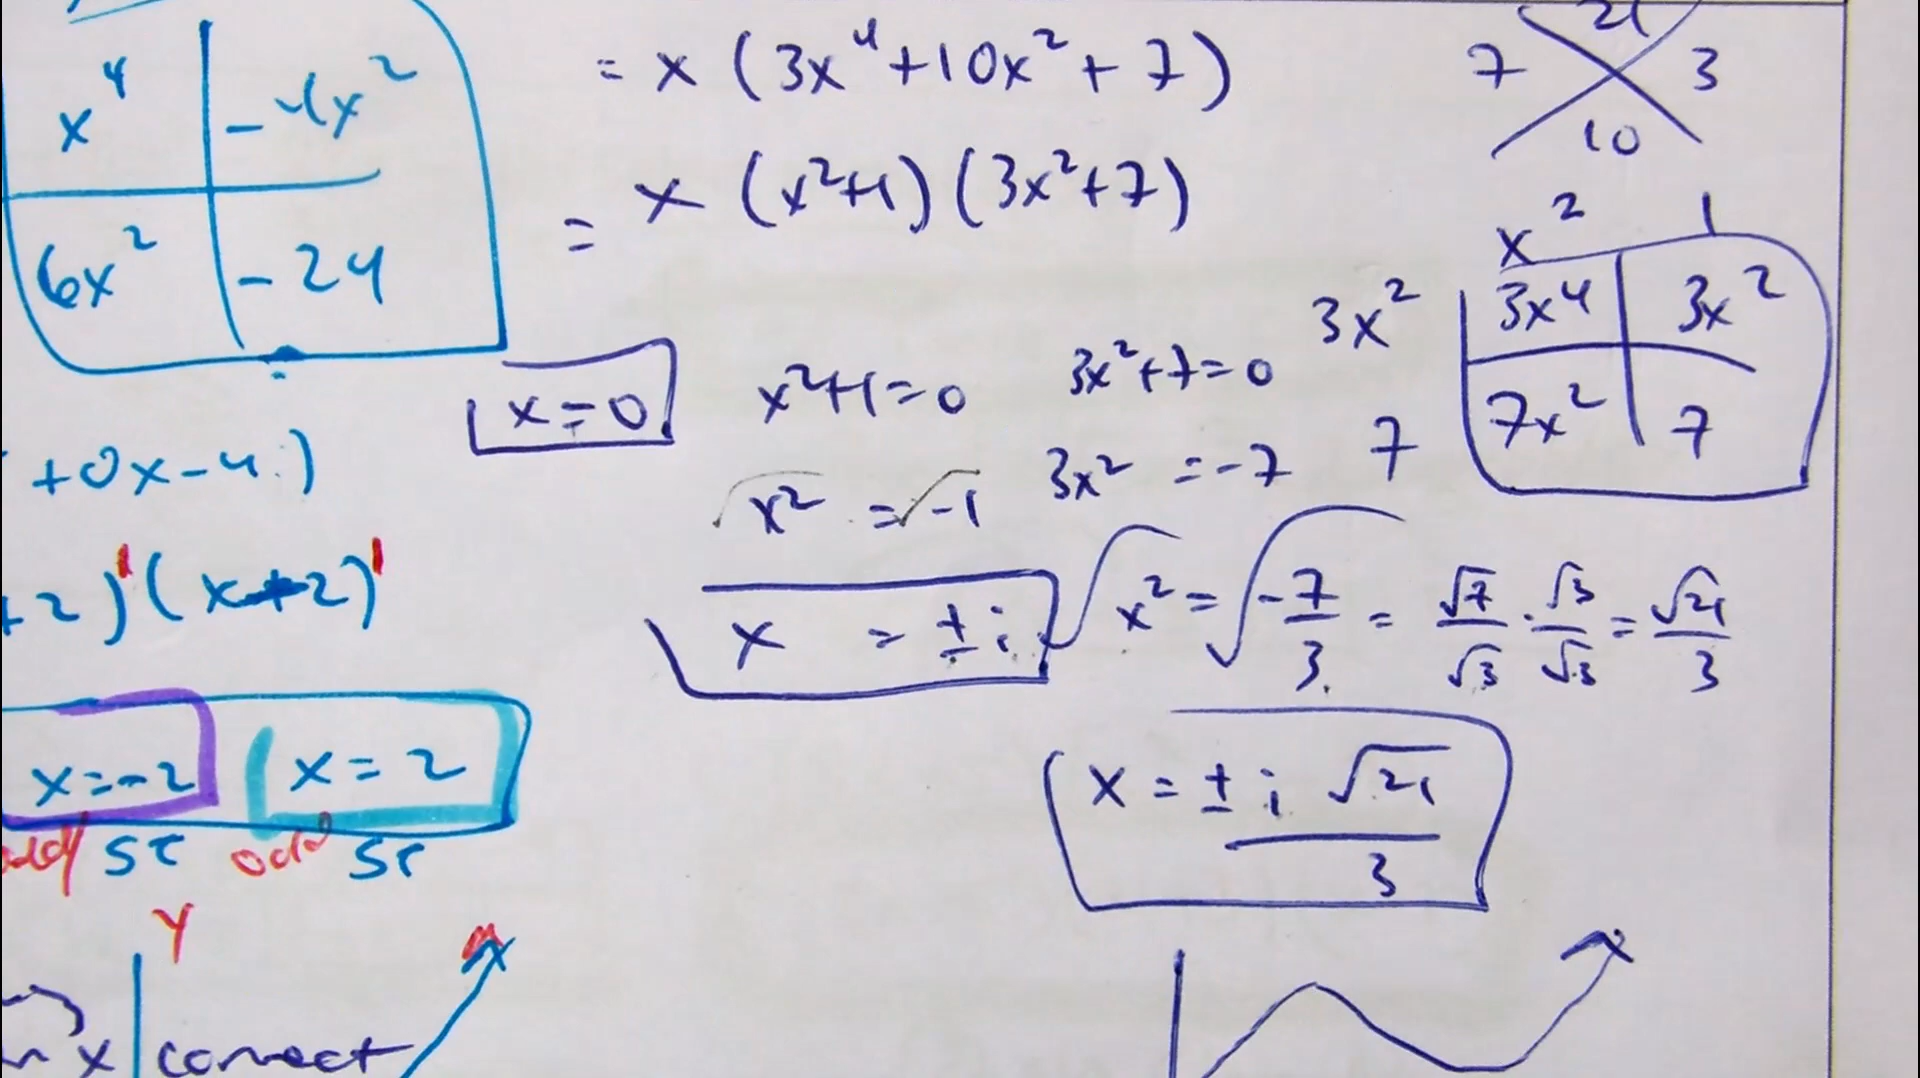 x⁴ | -4x²
6x² | -24
+0x-4)
+2)¹(x+2)¹
x=-2 x=2
odd ST odd ST
Y
x connect
= x (3x⁴+10x²+7)
= x (x²+1)(3x²+7)
x=0 x²+1=0 3x²+7=0
√x² = √-1 3x² = -7
x = ±i √x² = √-7/3 = √7/√3 · √3/√3 = √21/3
x = ± i √21/3
21
7 3
10
x² 1
3x² 3x⁴ | 3x²
7 7x² | 7